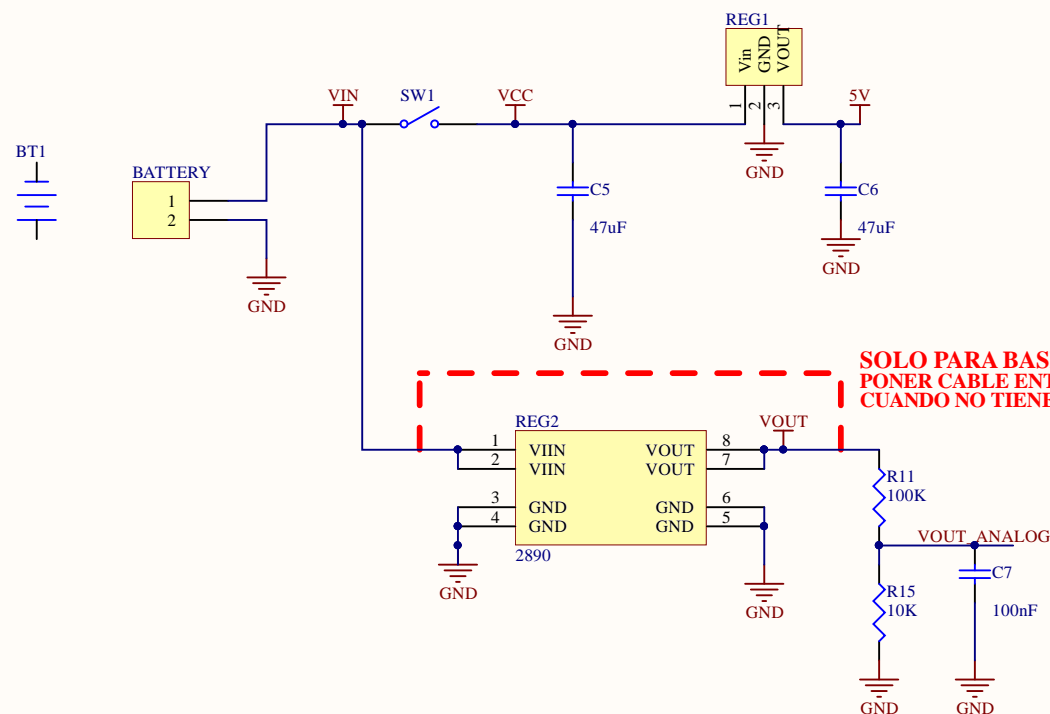 REG1
Vin
GND
VOUT
1
2
3
VIN
SW1
VCC
5V
GND
BT1
BATTERY
1
2
C5
47uF
C6
47uF
GND
GND
GND
SOLO PARA BAS
PONER CABLE ENT
CUANDO NO TIENE
REG2
VOUT
1 VIIN VOUT 8
2 VIIN VOUT 7
3 GND GND 6
4 GND GND 5
2890
GND
GND
R11
100K
VOUT_ANALOG
C7
100nF
R15
10K
GND
GND